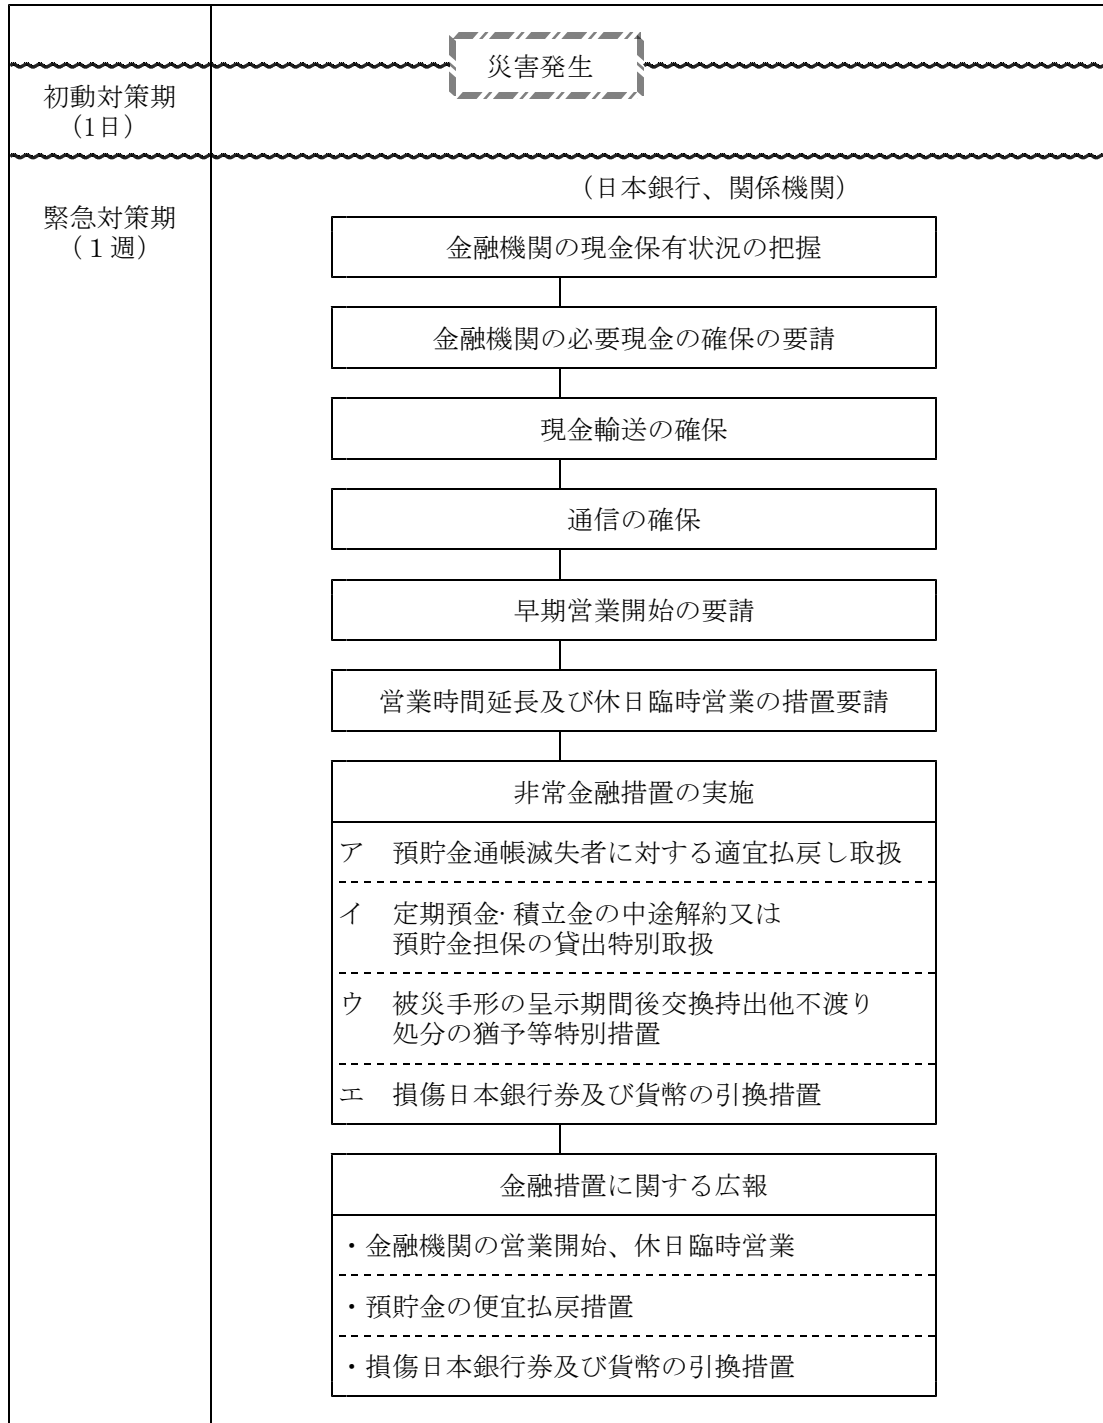 災害発生
初動対策期
（1日）
緊急対策期
（１週）
（日本銀行、関係機関）
金融機関の現金保有状況の把握
金融機関の必要現金の確保の要請
現金輸送の確保
通信の確保
早期営業開始の要請
営業時間延長及び休日臨時営業の措置要請
非常金融措置の実施
ア　預貯金通帳滅失者に対する適宜払戻し取扱
イ　定期預金･積立金の中途解約又は
預貯金担保の貸出特別取扱
ウ　被災手形の呈示期間後交換持出他不渡り
処分の猶予等特別措置
エ　損傷日本銀行券及び貨幣の引換措置
金融措置に関する広報
・金融機関の営業開始、休日臨時営業
・預貯金の便宜払戻措置
・損傷日本銀行券及び貨幣の引換措置